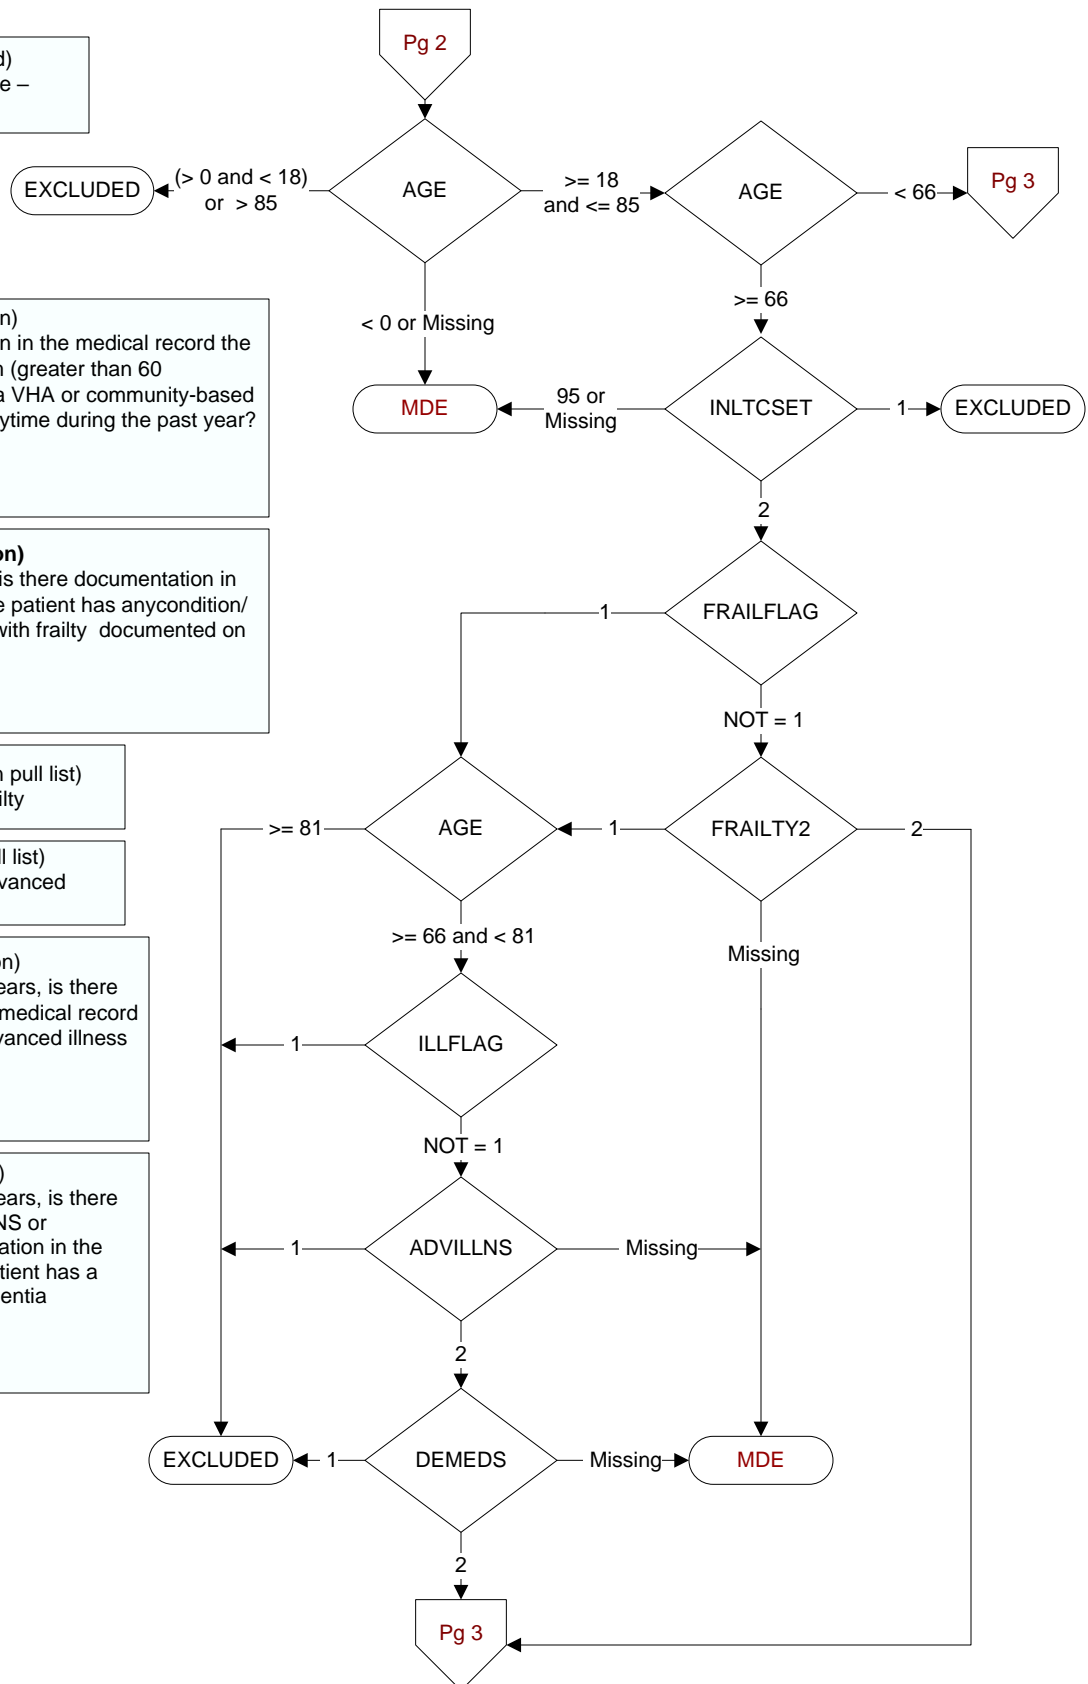 Pg 2
d)
e –
AGE
(> 0 and < 18)
or > 85
EXCLUDED
>= 18
and <= 85
AGE
< 66
Pg 3
< 0 or Missing
>= 66
on)
n in the medical record the
n (greater than 60
a VHA or community-based
ytime during the past year?
MDE
95 or
Missing
INLTCSET
1
EXCLUDED
2
on)
is there documentation in
e patient has anycondition/
with frailty documented on
1
FRAILFLAG
NOT = 1
n pull list)
ilty
>= 81
AGE
1
FRAILTY2
2
ll list)
vanced
>= 66 and < 81
Missing
on)
ears, is there
medical record
vanced illness
1
ILLFLAG
NOT = 1
)
ears, is there
NS or
ation in the
tient has a
entia
1
ADVILLNS
Missing
2
EXCLUDED
1
DEMEDS
Missing
MDE
2
Pg 3